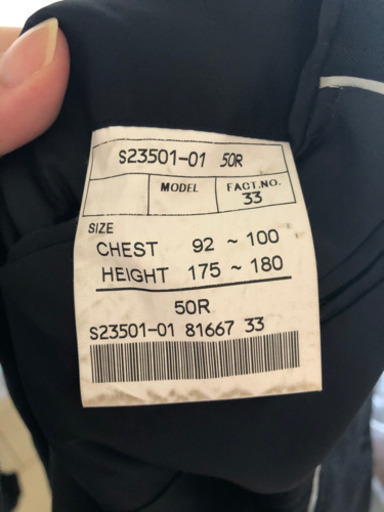 S23501-01 50R
MODEL FACT.NO.
33
SIZE
CHEST 92 ~ 100
HEIGHT 175 ~ 180
50R
S23501-01 81667 33